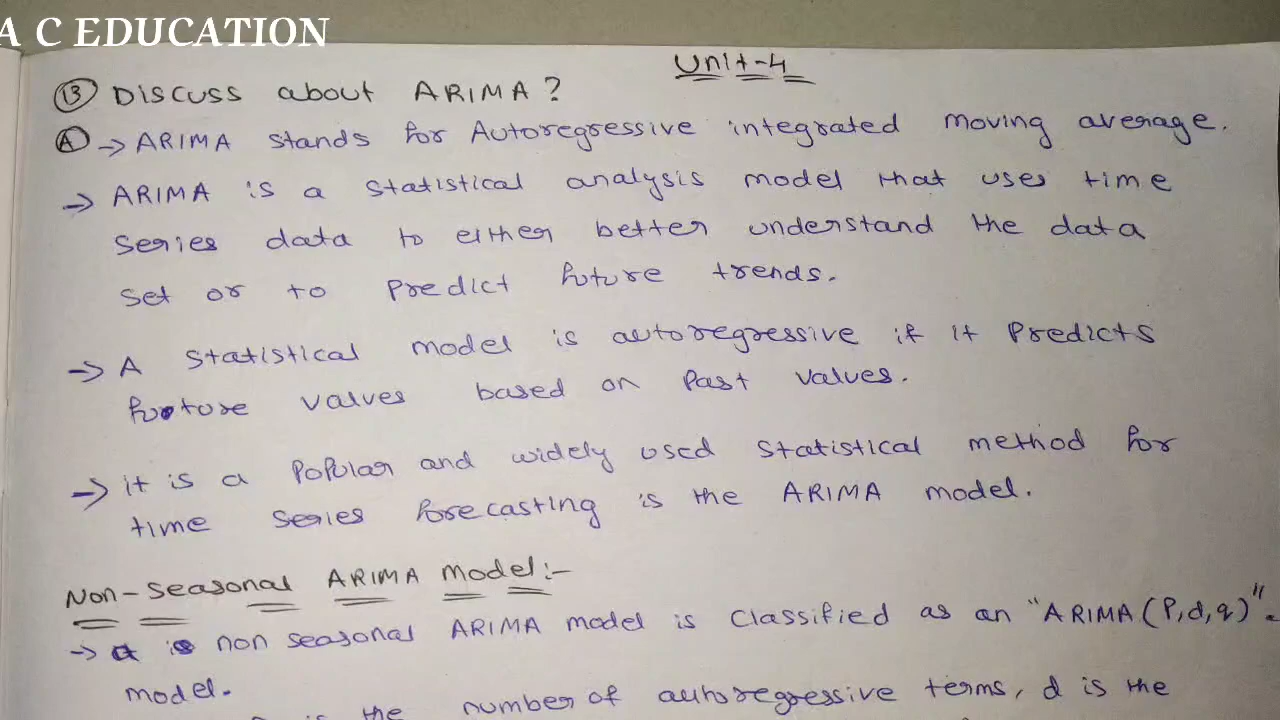 A C EDUCATION
Unit-4
13 Discuss about ARIMA?
A → ARIMA stands for Autoregressive integrated moving average.
→ ARIMA is a statistical analysis model that uses time
series data to either better understand the data
set or to predict future trends.
→ A statistical model is autoregressive if it predicts
future values based on past values.
→ it is a popular and widely used statistical method for
time series forecasting is the ARIMA model.
Non-seasonal ARIMA Model:-
→ a non seasonal ARIMA model is classified as an "ARIMA(P,d,q)"
model.
is the number of autoregressive terms, d is the